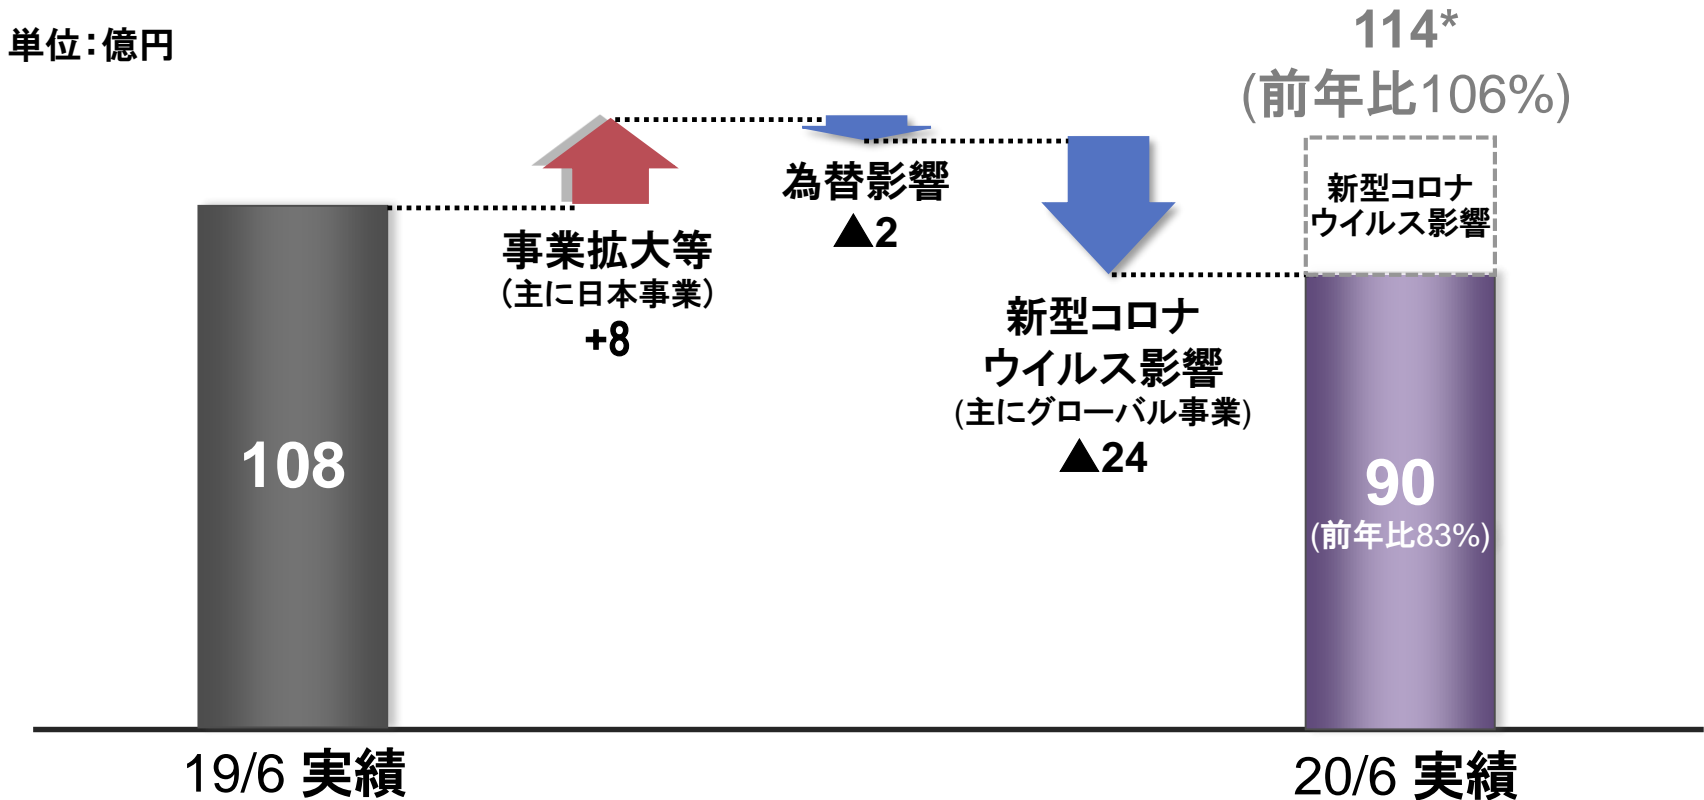 単位：億円
114*
(前年比106%)
新型コロナ
ウイルス影響
為替影響
▲2
事業拡大等
(主に日本事業)
+8
新型コロナ
ウイルス影響
(主にグローバル事業)
▲24
108
90
(前年比83%)
19/6 実績
20/6 実績